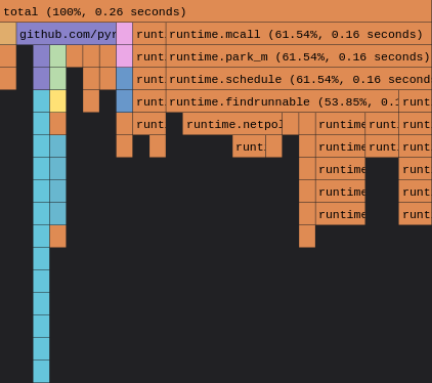 total (100%, 0.26 seconds)
github.com/pyr runt runtime.mcall (61.54%, 0.16 seconds)
runt runtime.park_m (61.54%, 0.16 seconds)
runt runtime.schedule (61.54%, 0.16 second
runt runtime.findrunnable (53.85%, 0.1 runt
runt runtime.netpol runtime runt runt
runt runtime runt runt
runtime runt
runtime runt
runtime runt